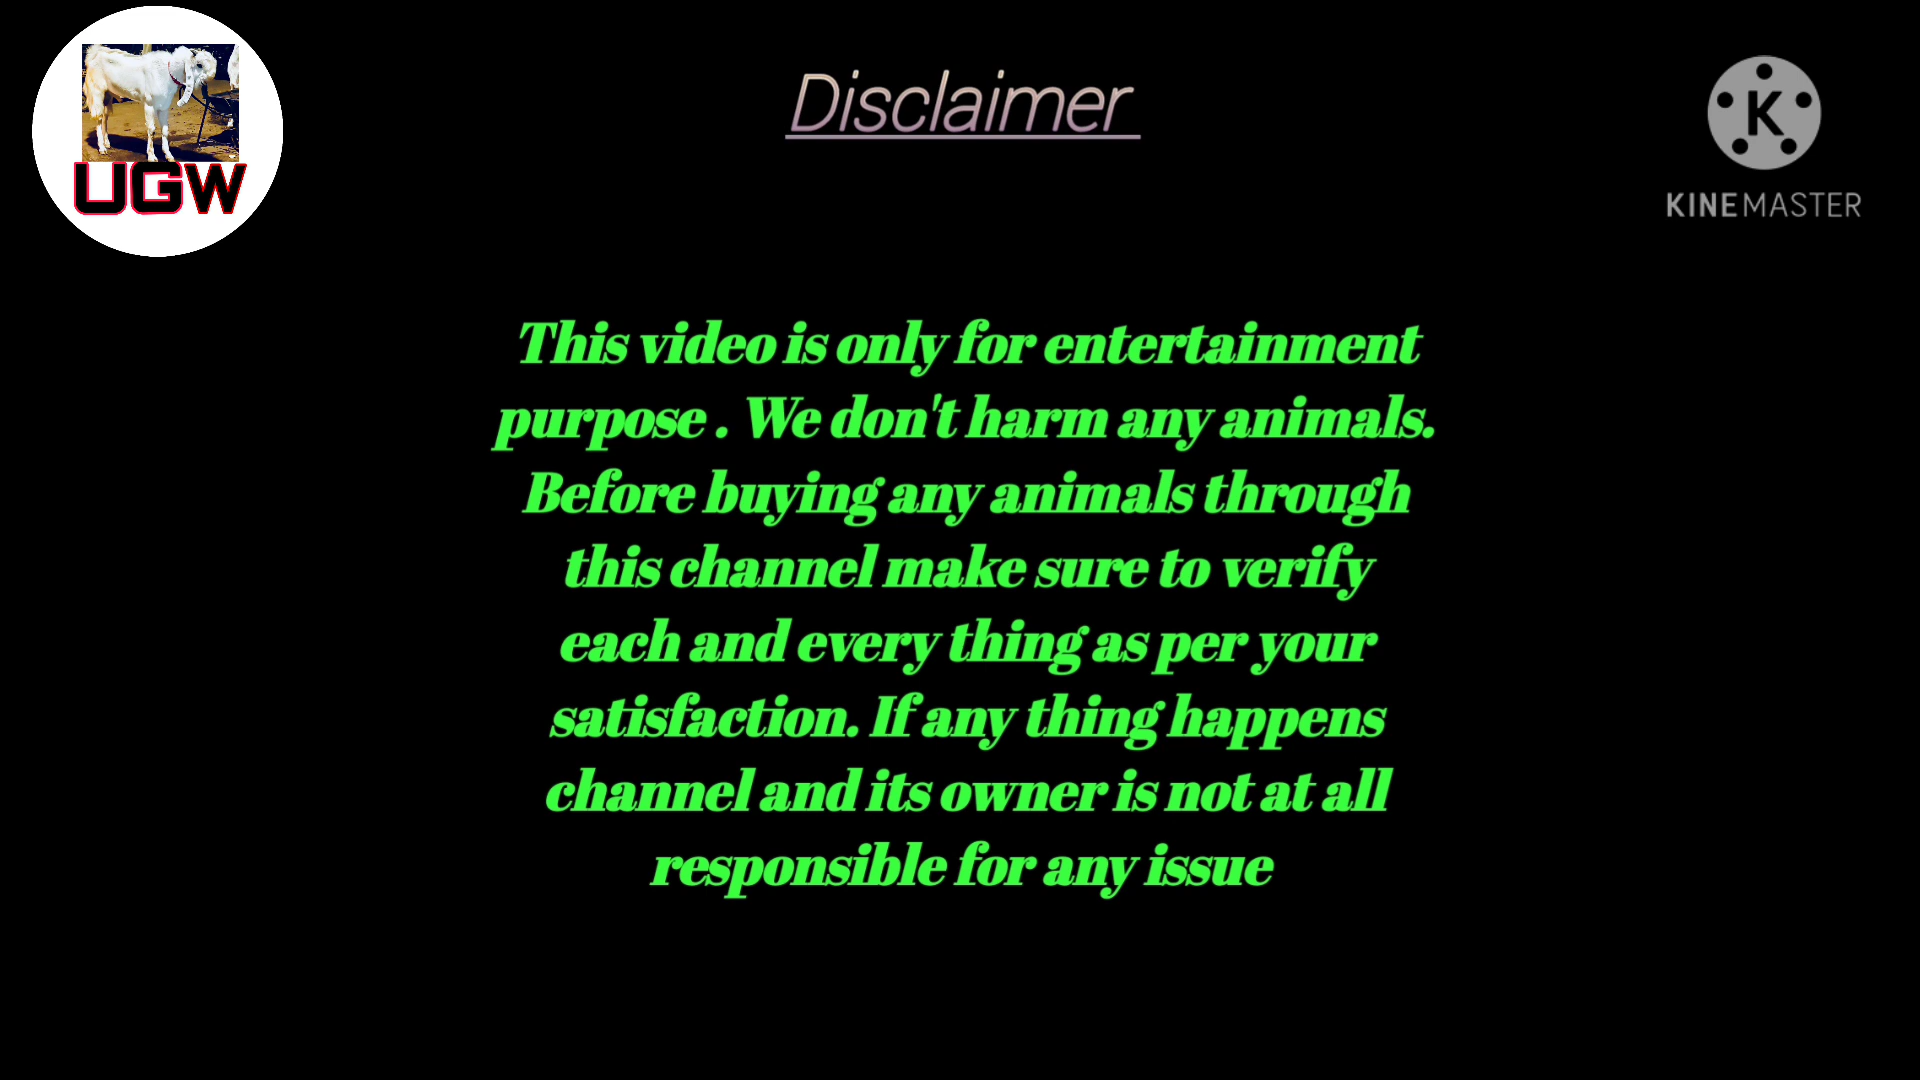 Disclaimer
UGW
KINEMASTER
This video is only for entertainment
purpose . We don't harm any animals.
Before buying any animals through
this channel make sure to verify
each and every thing as per your
satisfaction. If any thing happens
channel and its owner is not at all
responsible for any issue